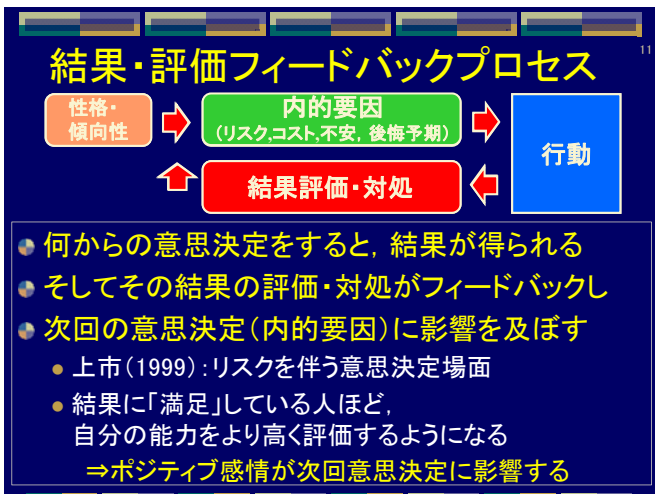 結果・評価フィードバックプロセス
11
性格・
傾向性
内的要因
(リスク,コスト,不安, 後悔予期)
行動
結果評価・対処
何からの意思決定をすると, 結果が得られる
そしてその結果の評価・対処がフィードバックし
次回の意思決定(内的要因)に影響を及ぼす
上市(1999):リスクを伴う意思決定場面
結果に「満足」している人ほど,
自分の能力をより高く評価するようになる
⇒ポジティブ感情が次回意思決定に影響する